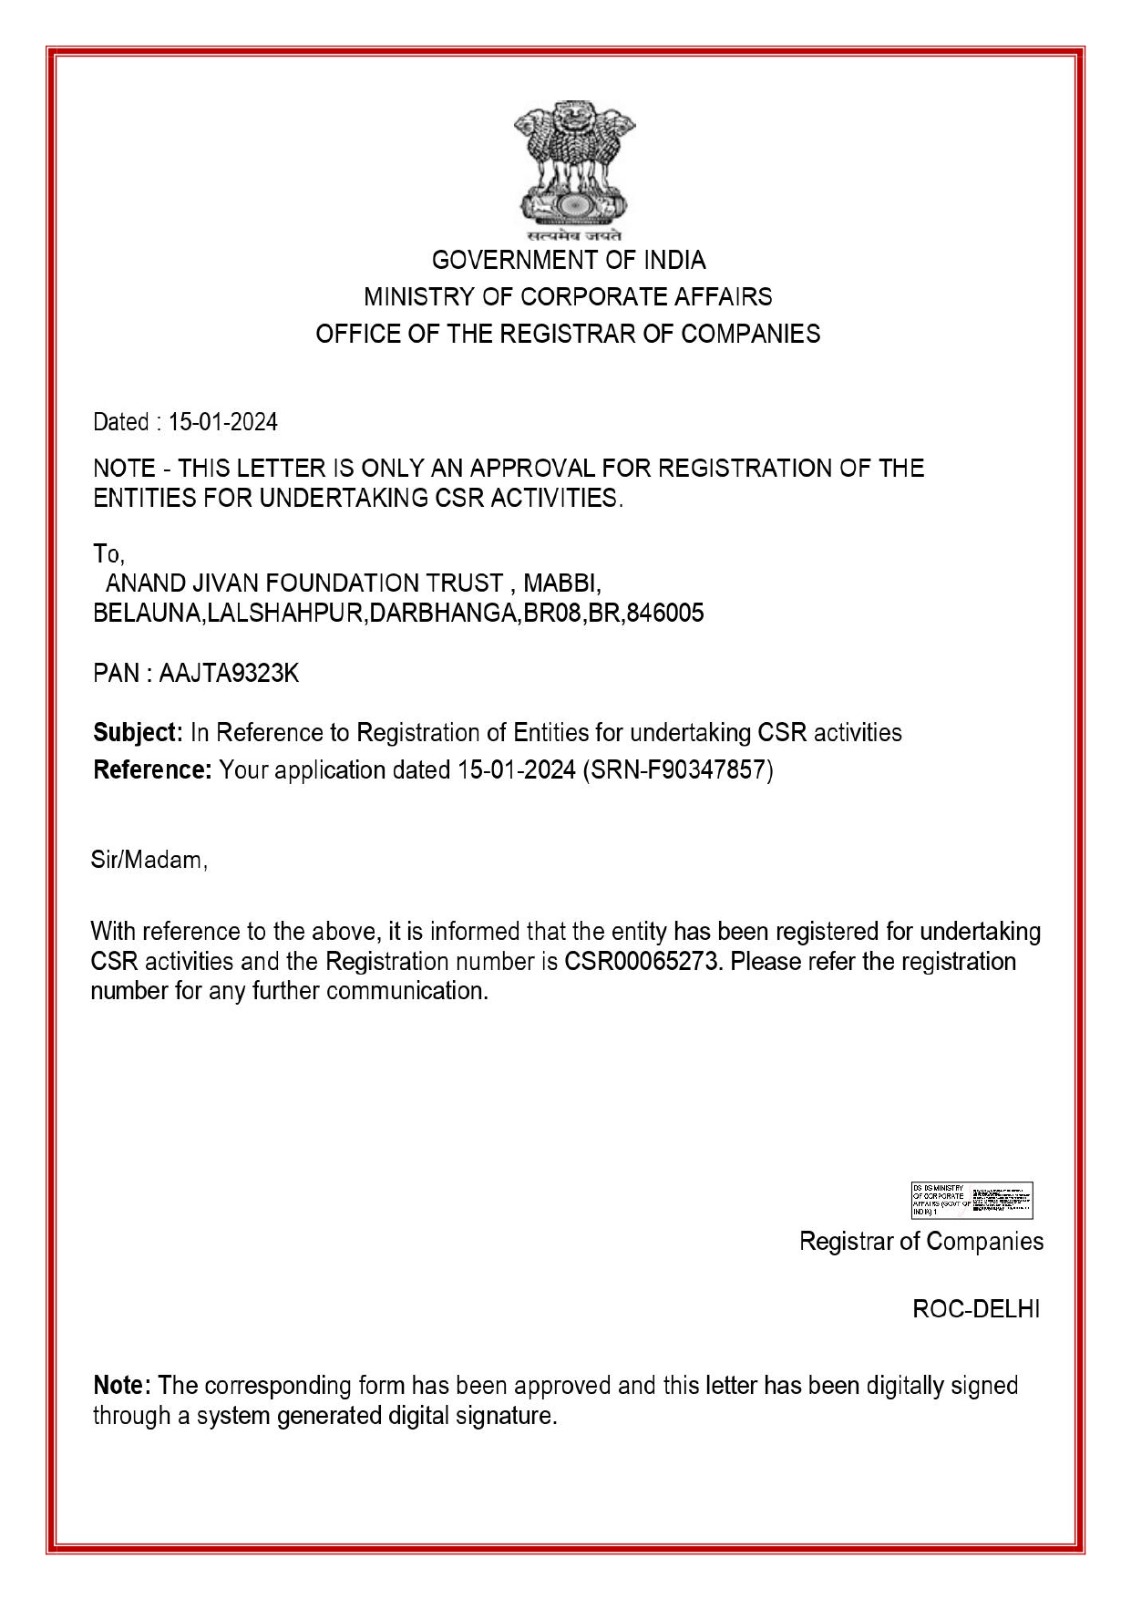 सत्यमेव जयते
GOVERNMENT OF INDIA
MINISTRY OF CORPORATE AFFAIRS
OFFICE OF THE REGISTRAR OF COMPANIES
Dated : 15-01-2024
NOTE - THIS LETTER IS ONLY AN APPROVAL FOR REGISTRATION OF THE
ENTITIES FOR UNDERTAKING CSR ACTIVITIES.
To,
ANAND JIVAN FOUNDATION TRUST , MABBI,
BELAUNA,LALSHAHPUR,DARBHANGA,BR08,BR,846005
PAN : AAJTA9323K
Subject: In Reference to Registration of Entities for undertaking CSR activities
Reference: Your application dated 15-01-2024 (SRN-F90347857)
Sir/Madam,
With reference to the above, it is informed that the entity has been registered for undertaking
CSR activities and the Registration number is CSR00065273. Please refer the registration
number for any further communication.
DS DS MINISTRY
OF CORPORATE
AFFAIRS (GOVT OF
INDIA) 1
Registrar of Companies
ROC-DELHI
Note: The corresponding form has been approved and this letter has been digitally signed
through a system generated digital signature.